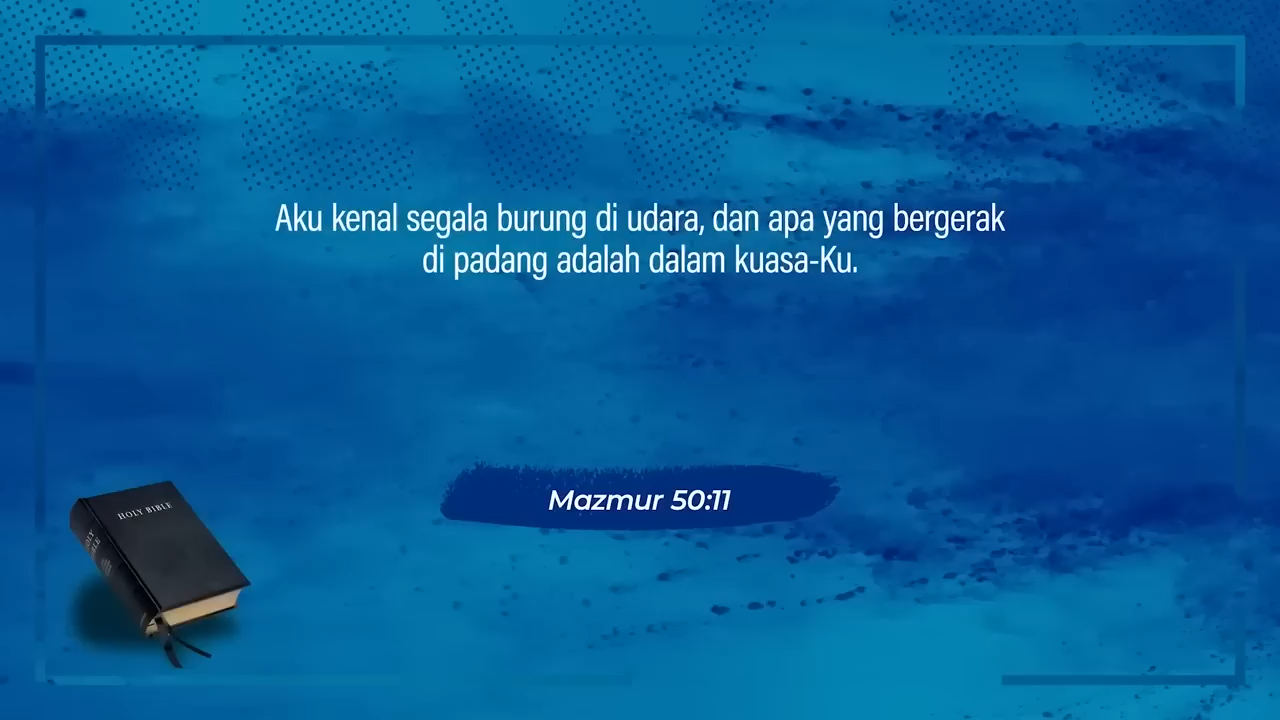 Aku kenal segala burung di udara, dan apa yang bergerak
di padang adalah dalam kuasa-Ku.
Mazmur 50:11
HOLY BIBLE